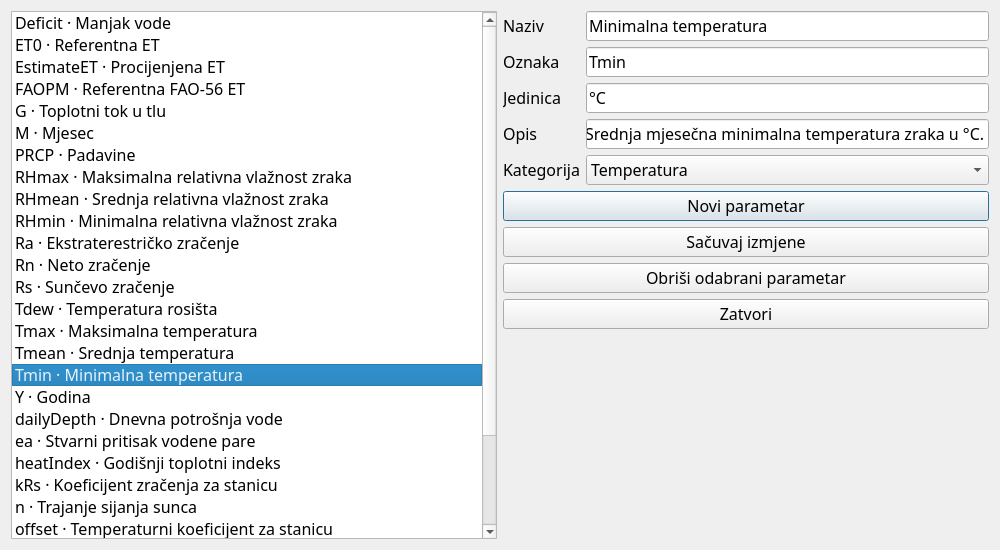 Deficit · Manjak vode
ET0 · Referentna ET
EstimateET · Procijenjena ET
FAOPM · Referentna FAO-56 ET
G · Toplotni tok u tlu
M · Mjesec
PRCP · Padavine
RHmax · Maksimalna relativna vlažnost zraka
RHmean · Srednja relativna vlažnost zraka
RHmin · Minimalna relativna vlažnost zraka
Ra · Ekstraterestričko zračenje
Rn · Neto zračenje
Rs · Sunčevo zračenje
Tdew · Temperatura rosišta
Tmax · Maksimalna temperatura
Tmean · Srednja temperatura
Tmin · Minimalna temperatura
Y · Godina
dailyDepth · Dnevna potrošnja vode
ea · Stvarni pritisak vodene pare
heatIndex · Godišnji toplotni indeks
kRs · Koeficijent zračenja za stanicu
n · Trajanje sijanja sunca
offset · Temperaturni koeficijent za stanicu
Naziv Minimalna temperatura
Oznaka Tmin
Jedinica °C
Opis Srednja mjesečna minimalna temperatura zraka u °C.
Kategorija Temperatura
Novi parametar
Sačuvaj izmjene
Obriši odabrani parametar
Zatvori